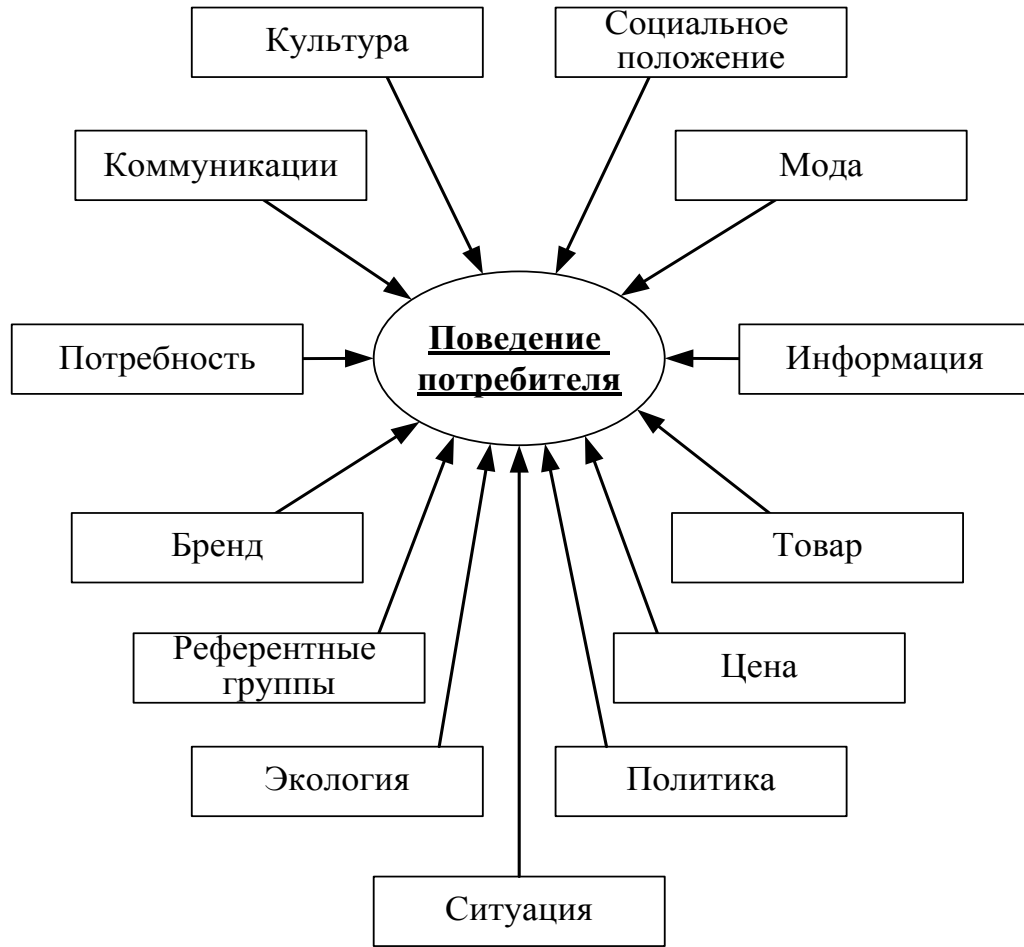 Культура
Социальное
положение
Коммуникации
Мода
Потребность
Поведение
потребителя
Информация
Бренд
Товар
Референтные
группы
Цена
Экология
Политика
Ситуация